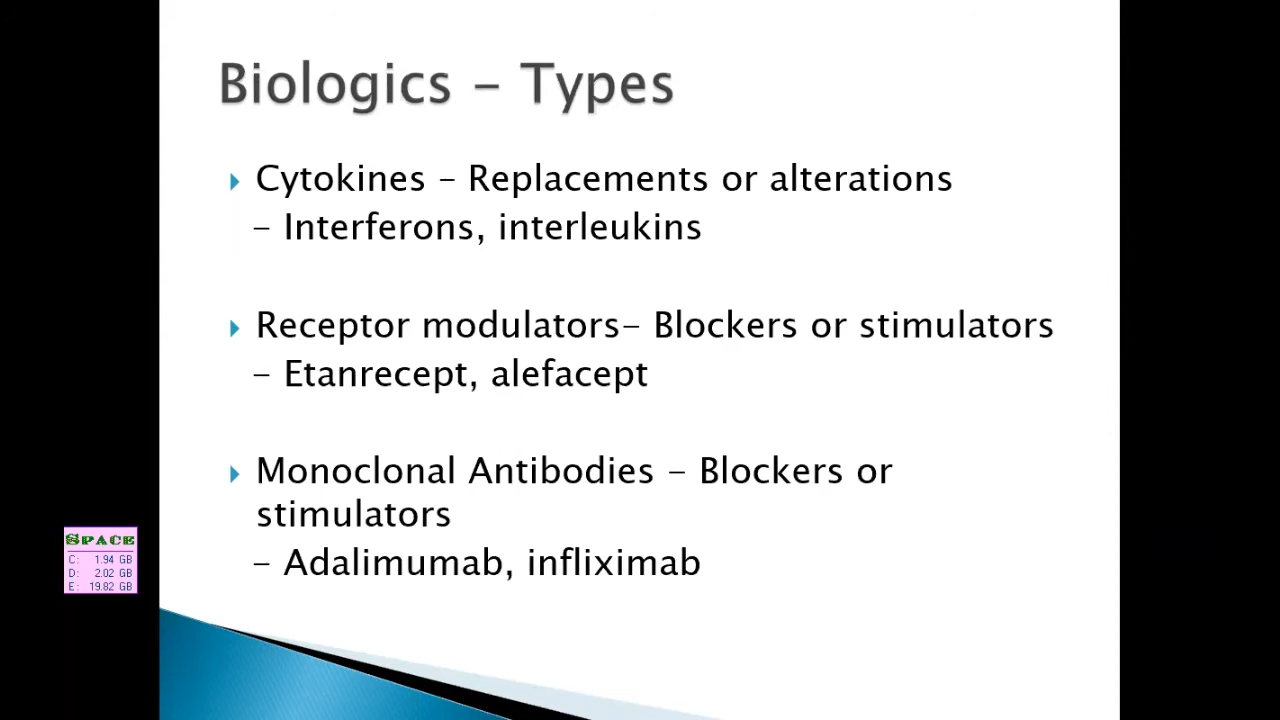 Biologics – Types
Cytokines – Replacements or alterations
– Interferons, interleukins
Receptor modulators– Blockers or stimulators
– Etanrecept, alefacept
Monoclonal Antibodies – Blockers or
stimulators
– Adalimumab, infliximab
SPACE
C: 1.94 GB
D: 2.02 GB
E: 19.82 GB